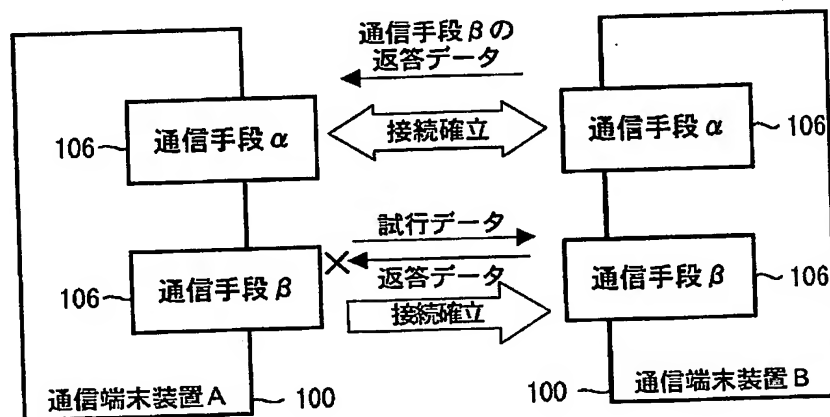 通信手段βの
返答データ
通信手段α
接続確立
通信手段α
106
106
試行データ
通信手段β
返答データ
通信手段β
106
106
接続確立
通信端末装置A
100
100
通信端末装置B